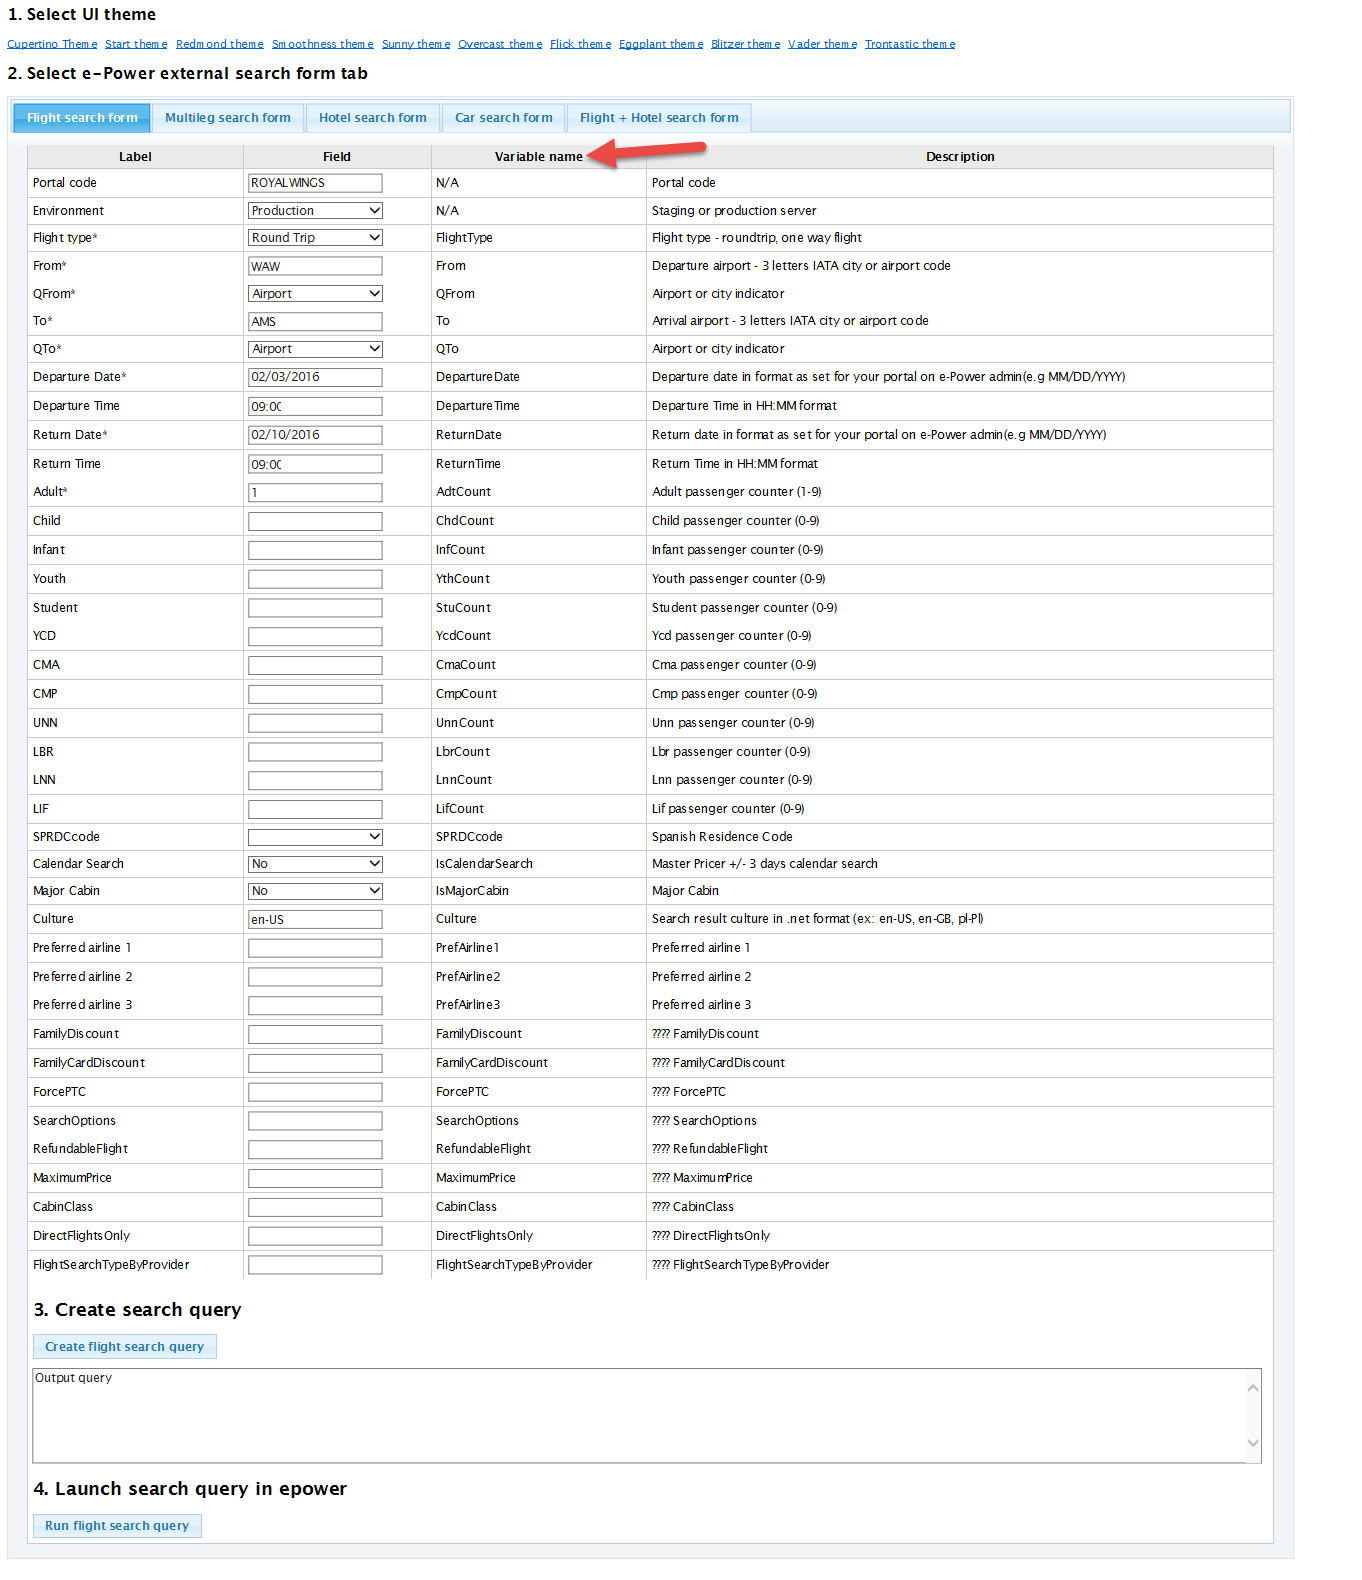 1. Select UI theme
Cupertino Theme Start theme Redmond theme Smoothness theme Sunny theme Overcast theme Flick theme Eggplant theme Blitzer theme Vader theme Trontastic theme
2. Select e-Power external search form tab
Flight search form Multileg search form Hotel search form Car search form Flight + Hotel search form
Label Field Variable name Description
Portal code ROYALWINGS N/A Portal code
Environment Production N/A Staging or production server
Flight type* Round Trip FlightType Flight type - roundtrip, one way flight
From* WAW From Departure airport - 3 letters IATA city or airport code
QFrom* Airport QFrom Airport or city indicator
To* AMS To Arrival airport - 3 letters IATA city or airport code
QTo* Airport QTo Airport or city indicator
Departure Date* 02/03/2016 DepartureDate Departure date in format as set for your portal on e-Power admin(e.g MM/DD/YYYY)
Departure Time 09:00 DepartureTime Departure Time in HH:MM format
Return Date* 02/10/2016 ReturnDate Return date in format as set for your portal on e-Power admin(e.g MM/DD/YYYY)
Return Time 09:00 ReturnTime Return Time in HH:MM format
Adult* 1 AdtCount Adult passenger counter (1-9)
Child ChdCount Child passenger counter (0-9)
Infant InfCount Infant passenger counter (0-9)
Youth YthCount Youth passenger counter (0-9)
Student StuCount Student passenger counter (0-9)
YCD YcdCount Ycd passenger counter (0-9)
CMA CmaCount Cma passenger counter (0-9)
CMP CmpCount Cmp passenger counter (0-9)
UNN UnnCount Unn passenger counter (0-9)
LBR LbrCount Lbr passenger counter (0-9)
LNN LnnCount Lnn passenger counter (0-9)
LIF LifCount Lif passenger counter (0-9)
SPRDCcode SPRDCcode Spanish Residence Code
Calendar Search No IsCalendarSearch Master Pricer +/- 3 days calendar search
Major Cabin No IsMajorCabin Major Cabin
Culture en-US Culture Search result culture in .net format (ex: en-US, en-GB, pl-Pl)
Preferred airline 1 PrefAirline1 Preferred airline 1
Preferred airline 2 PrefAirline2 Preferred airline 2
Preferred airline 3 PrefAirline3 Preferred airline 3
FamilyDiscount FamilyDiscount ???? FamilyDiscount
FamilyCardDiscount FamilyCardDiscount ???? FamilyCardDiscount
ForcePTC ForcePTC ???? ForcePTC
SearchOptions SearchOptions ???? SearchOptions
RefundableFlight RefundableFlight ???? RefundableFlight
MaximumPrice MaximumPrice ???? MaximumPrice
CabinClass CabinClass ???? CabinClass
DirectFlightsOnly DirectFlightsOnly ???? DirectFlightsOnly
FlightSearchTypeByProvider FlightSearchTypeByProvider ???? FlightSearchTypeByProvider
3. Create search query
Create flight search query
Output query
4. Launch search query in epower
Run flight search query